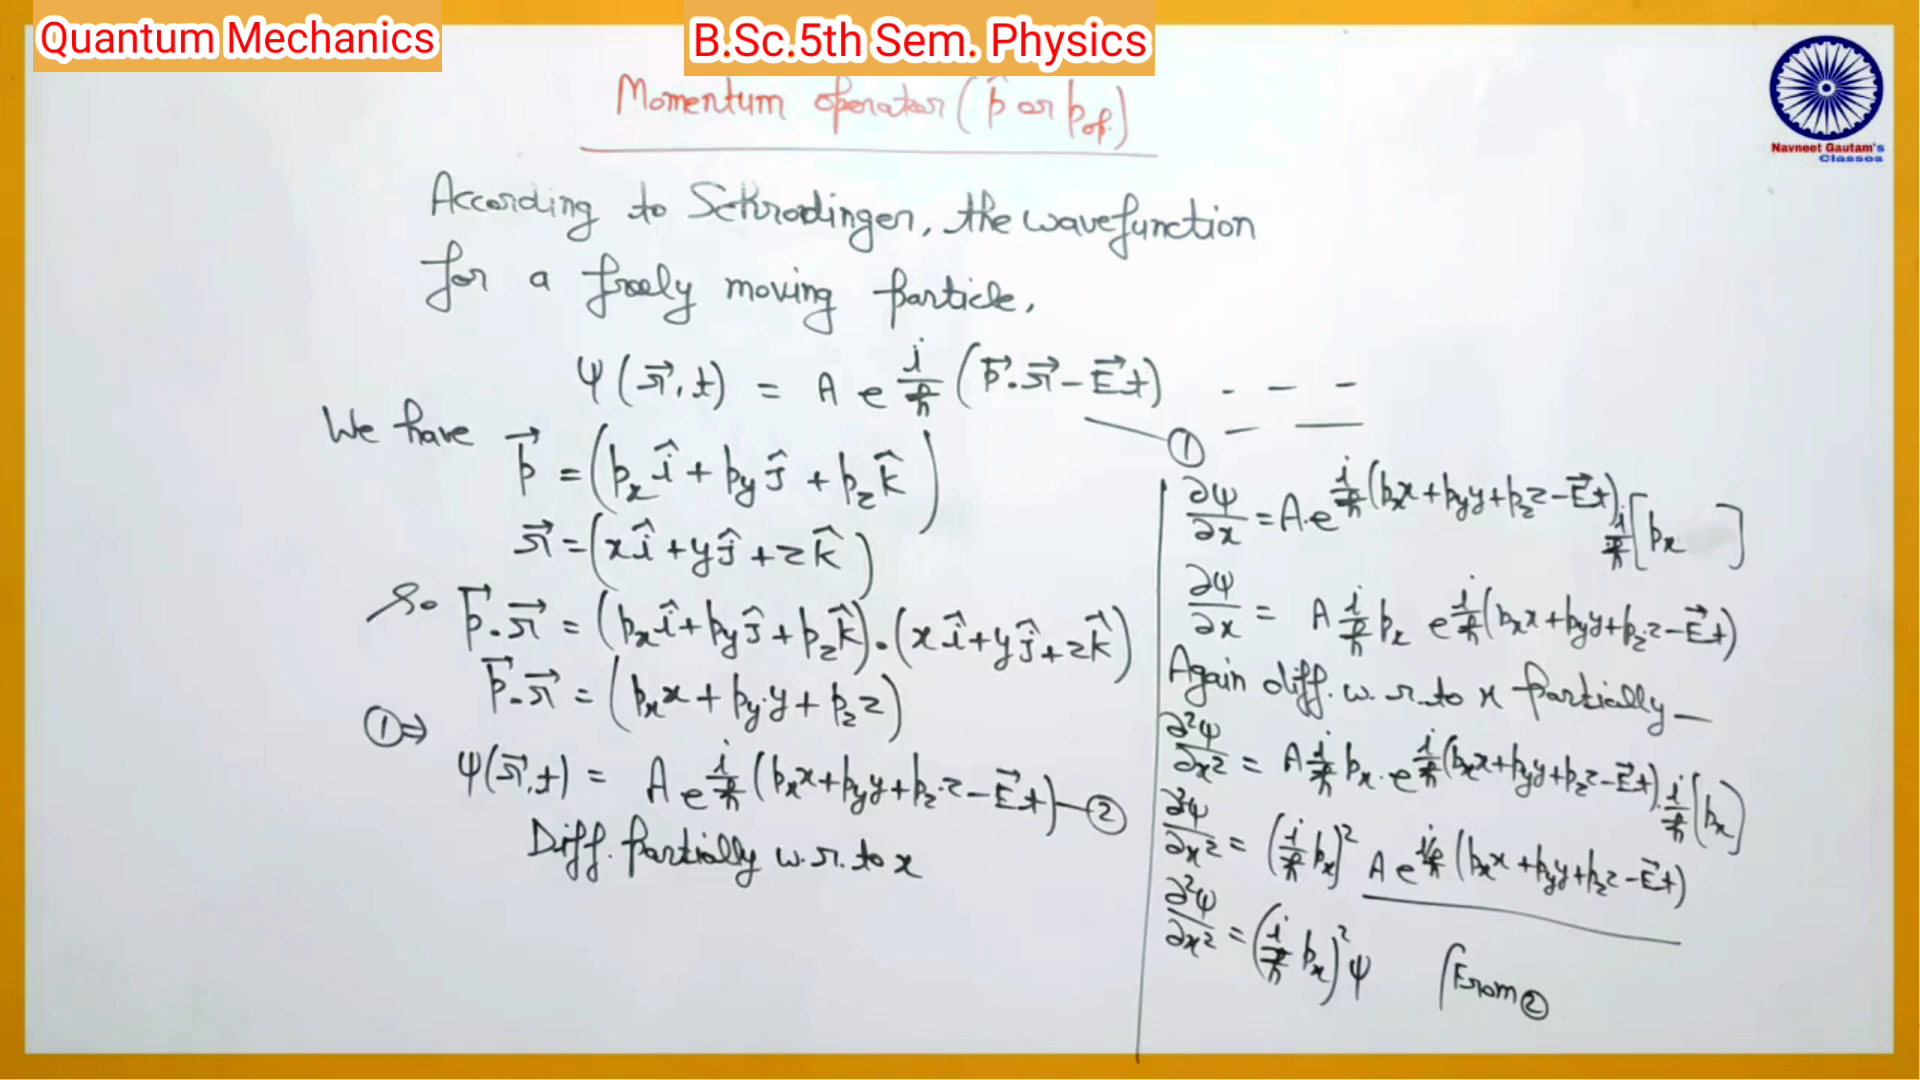 Quantum Mechanics
B.Sc.5th Sem. Physics
Navneet Gautam's
Classes
Momentum operator (p̂ or p_op.)
According to Schrodinger, the wavefunction
for a freely moving particle,
ψ(r⃗,t) = A e^{i/ħ (p⃗.r⃗ - E⃗t)} - - -
①
We have
p⃗ = (p_x î + p_y ĵ + p_z k̂)
r⃗ = (x î + y ĵ + z k̂)
So p⃗.r⃗ = (p_x î + p_y ĵ + p_z k̂).(x î + y ĵ + z k̂)
p⃗.r⃗ = (p_x x + p_y.y + p_z z)
①⇒
ψ(r⃗,t) = A e^{i/ħ (p_x x + p_y y + p_z.z - E⃗t)} —②
Diff. partially w.r.to x
∂ψ/∂x = A.e^{i/ħ (p_x x + p_y y + p_z z - E⃗t)} . i/ħ [p_x ]
∂ψ/∂x = A i/ħ p_x e^{i/ħ (p_x x + p_y y + p_z.z - E⃗t)}
Again diff. w.r.to x partially —
∂²ψ/∂x² = A i/ħ p_x.e^{i/ħ (p_x x + p_y y + p_z z - E⃗t)} . i/ħ [p_x]
∂²ψ/∂x² = (i/ħ p_x)² A e^{i/ħ (p_x x + p_y y + p_z z - E⃗t)}
∂²ψ/∂x² = (i/ħ p_x)² ψ [From ②